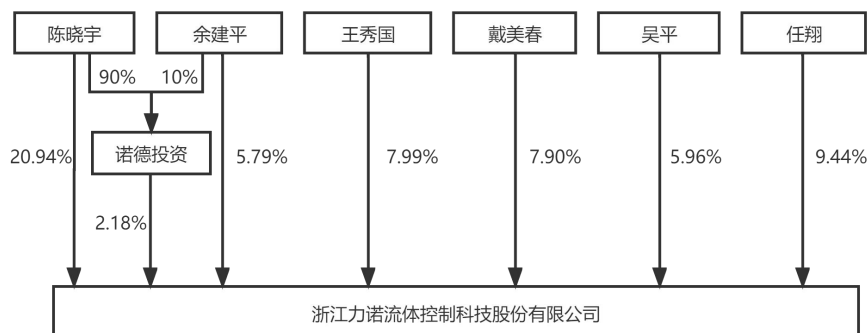 陈晓宇 余建平 王秀国 戴美春 吴平 任翔
90% 10%
诺德投资
20.94% 5.79% 7.99% 7.90% 5.96% 9.44%
2.18%
浙江力诺流体控制科技股份有限公司